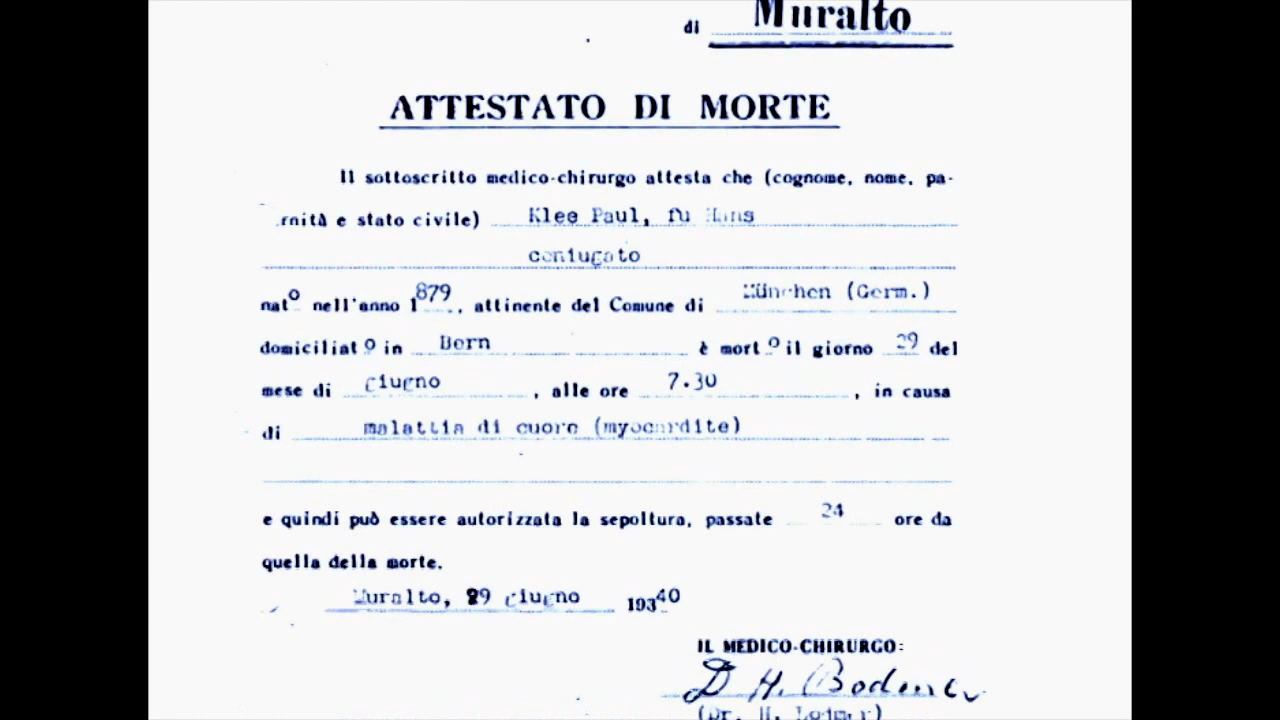 di Muralto
ATTESTATO DI MORTE
Il sottoscritto medico-chirurgo attesta che (cognome, nome, pa-
rnità e stato civile) Klee Paul, fu Hans
coniugato
nato nell'anno 1879, attinente del Comune di München (Germ.)
domiciliato in Bern è morto il giorno 29 del
mese di giugno, alle ore 7.30, in causa
di malattia di cuore (myocardite)
e quindi può essere autorizzata la sepoltura, passate 24 ore da
quella della morte.
Muralto, 29 giugno 19340
IL MEDICO-CHIRURGO:
D H.
(Dr. H.